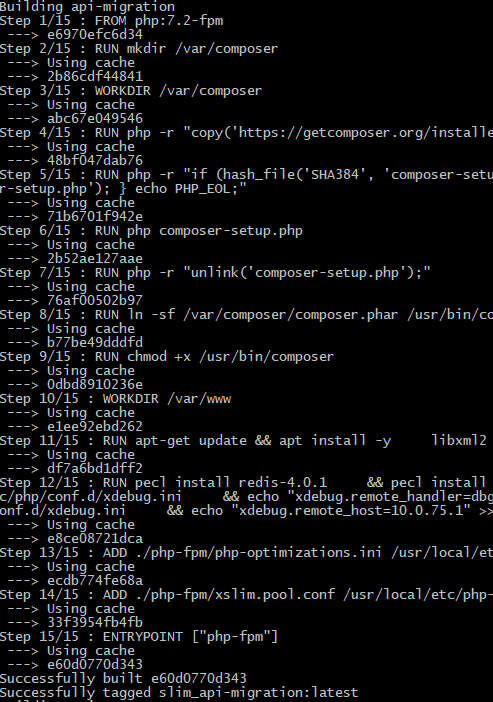 Building api-migration
Step 1/15 : FROM php:7.2-fpm
 ---> e6970efc6d34
Step 2/15 : RUN mkdir /var/composer
 ---> Using cache
 ---> 2b86cdf44841
Step 3/15 : WORKDIR /var/composer
 ---> Using cache
 ---> abc67e049546
Step 4/15 : RUN php -r "copy('https://getcomposer.org/installe
 ---> Using cache
 ---> 48bf047dab76
Step 5/15 : RUN php -r "if (hash_file('SHA384', 'composer-setu
r-setup.php'); } echo PHP_EOL;"
 ---> Using cache
 ---> 71b6701f942e
Step 6/15 : RUN php composer-setup.php
 ---> Using cache
 ---> 2b52ae127aae
Step 7/15 : RUN php -r "unlink('composer-setup.php');"
 ---> Using cache
 ---> 76af00502b97
Step 8/15 : RUN ln -sf /var/composer/composer.phar /usr/bin/co
 ---> Using cache
 ---> b77be49dddfd
Step 9/15 : RUN chmod +x /usr/bin/composer
 ---> Using cache
 ---> 0dbd8910236e
Step 10/15 : WORKDIR /var/www
 ---> Using cache
 ---> e1ee92ebd262
Step 11/15 : RUN apt-get update && apt install -y     libxml2
 ---> Using cache
 ---> df7a6bd1dff2
Step 12/15 : RUN pecl install redis-4.0.1     && pecl install
c/php/conf.d/xdebug.ini     && echo "xdebug.remote_handler=dbg
onf.d/xdebug.ini     && echo "xdebug.remote_host=10.0.75.1" >>
 ---> Using cache
 ---> e8ce08721dca
Step 13/15 : ADD ./php-fpm/php-optimizations.ini /usr/local/et
 ---> Using cache
 ---> ecdb774fe68a
Step 14/15 : ADD ./php-fpm/xslim.pool.conf /usr/local/etc/php-
 ---> Using cache
 ---> 33f3954fb4fb
Step 15/15 : ENTRYPOINT ["php-fpm"]
 ---> Using cache
 ---> e60d0770d343
Successfully built e60d0770d343
Successfully tagged slim_api-migration:latest